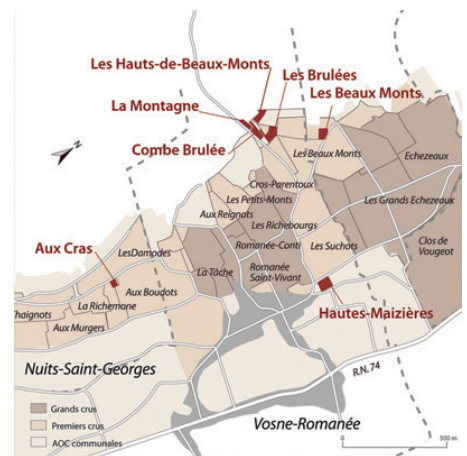 Les Hauts-de-Beaux-Monts
Les Brulées
La Montagne
Les Beaux Monts
Combe Brulée
Les Beaux Monts
Echezeaux
Cros-Parentoux
Les Petits-Monts
Les Grands Echezeaux
Aux Reignots
Les Richebourgs
Aux Cras
Les Damodes
Romanée-Conti
Les Suchots
Clos de
Vougeot
La Tâche
Romanée
Saint-Vivant
Aux Boudots
Chaignots
La Richemone
Hautes-Maizières
Aux Murgers
Nuits-Saint-Georges
R.N. 74
Grands crus
Premiers crus
Vosne-Romanée
AOC communales
0
500 m